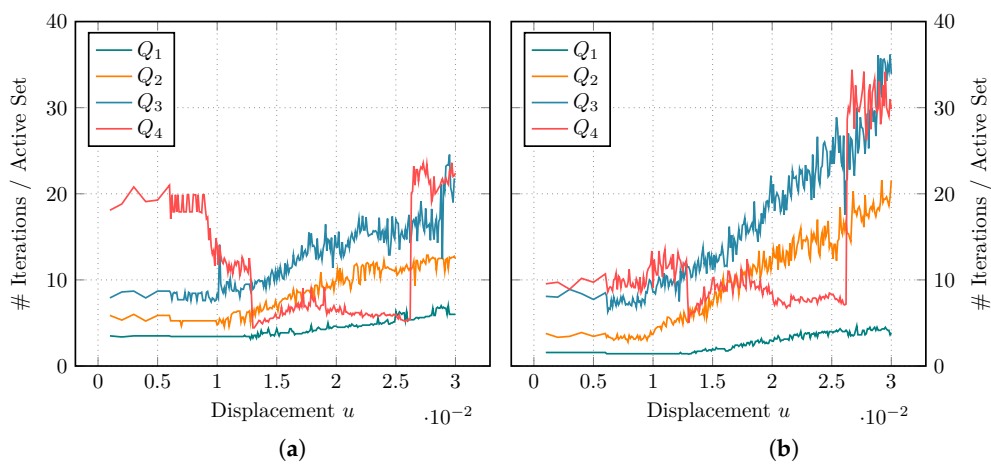 # Iterations / Active Set
40
30
20
10
0
Q1
Q2
Q3
Q4
0 0.5 1 1.5 2 2.5 3
Displacement u
·10−2
(a)
Q1
Q2
Q3
Q4
0 0.5 1 1.5 2 2.5 3
Displacement u
·10−2
(b)
40
30
20
10
0
# Iterations / Active Set